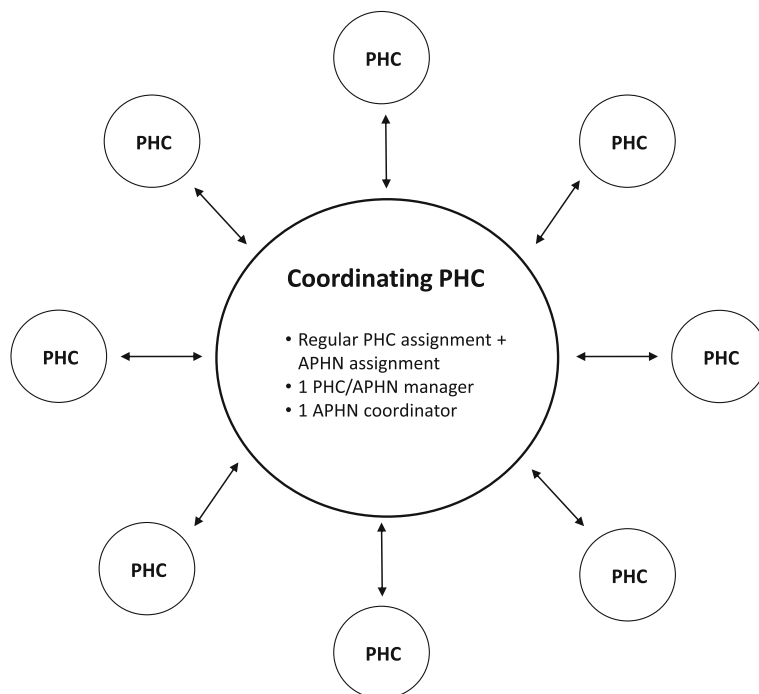 PHC
PHC
PHC
Coordinating PHC
• Regular PHC assignment +
APHN assignment
• 1 PHC/APHN manager
• 1 APHN coordinator
PHC
PHC
PHC
PHC
PHC